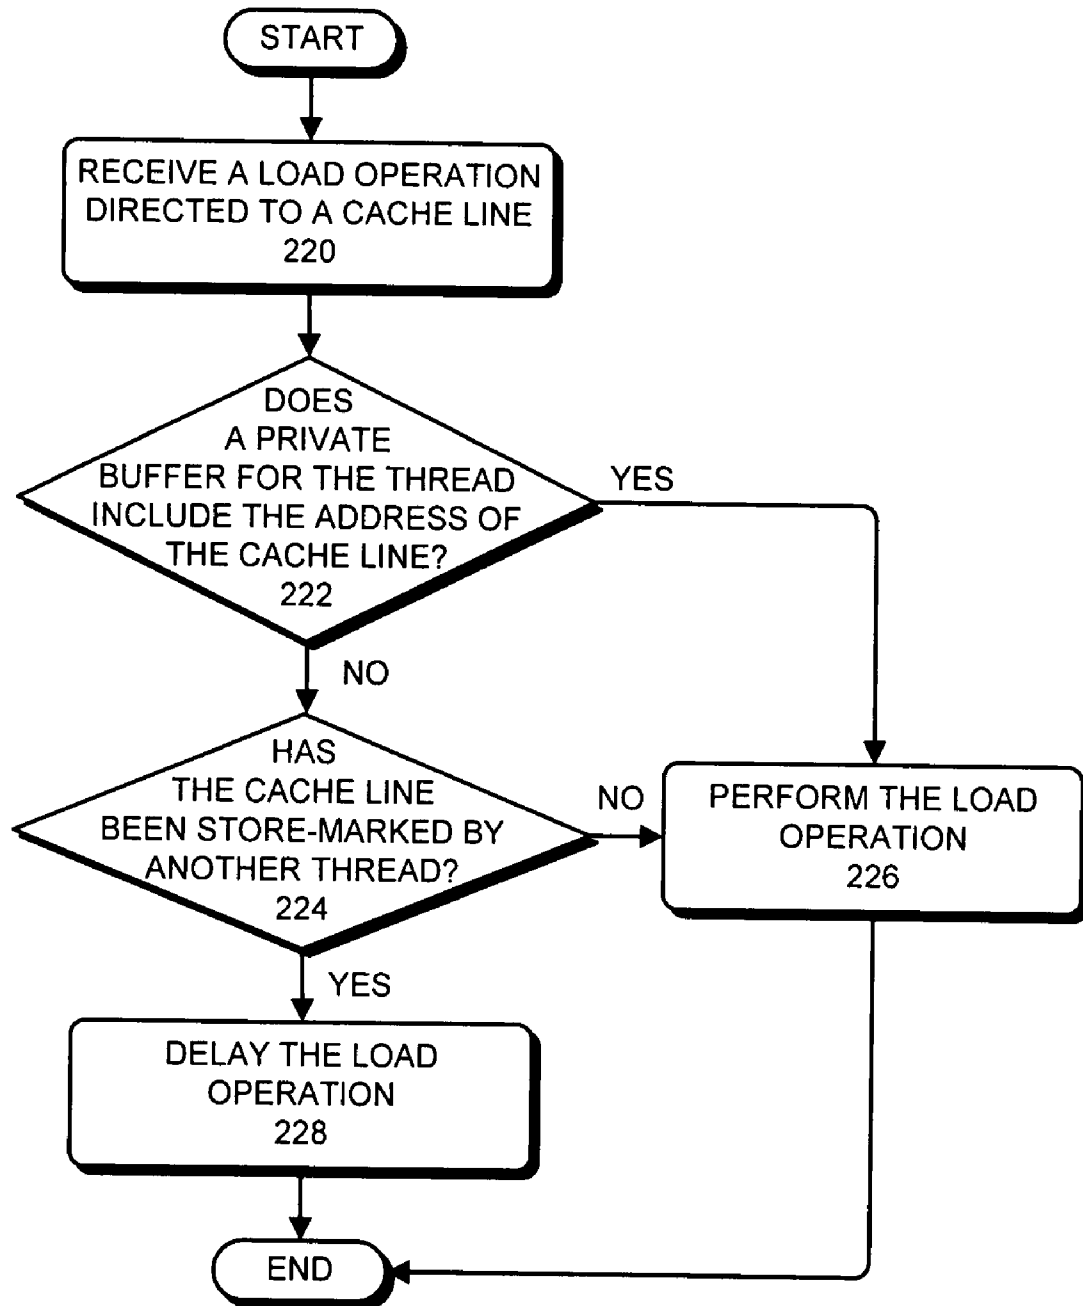 START
RECEIVE A LOAD OPERATION
DIRECTED TO A CACHE LINE
220
DOES
A PRIVATE
BUFFER FOR THE THREAD
INCLUDE THE ADDRESS OF
THE CACHE LINE?
222
YES
NO
HAS
THE CACHE LINE
BEEN STORE-MARKED BY
ANOTHER THREAD?
224
NO
PERFORM THE LOAD
OPERATION
226
YES
DELAY THE LOAD
OPERATION
228
END